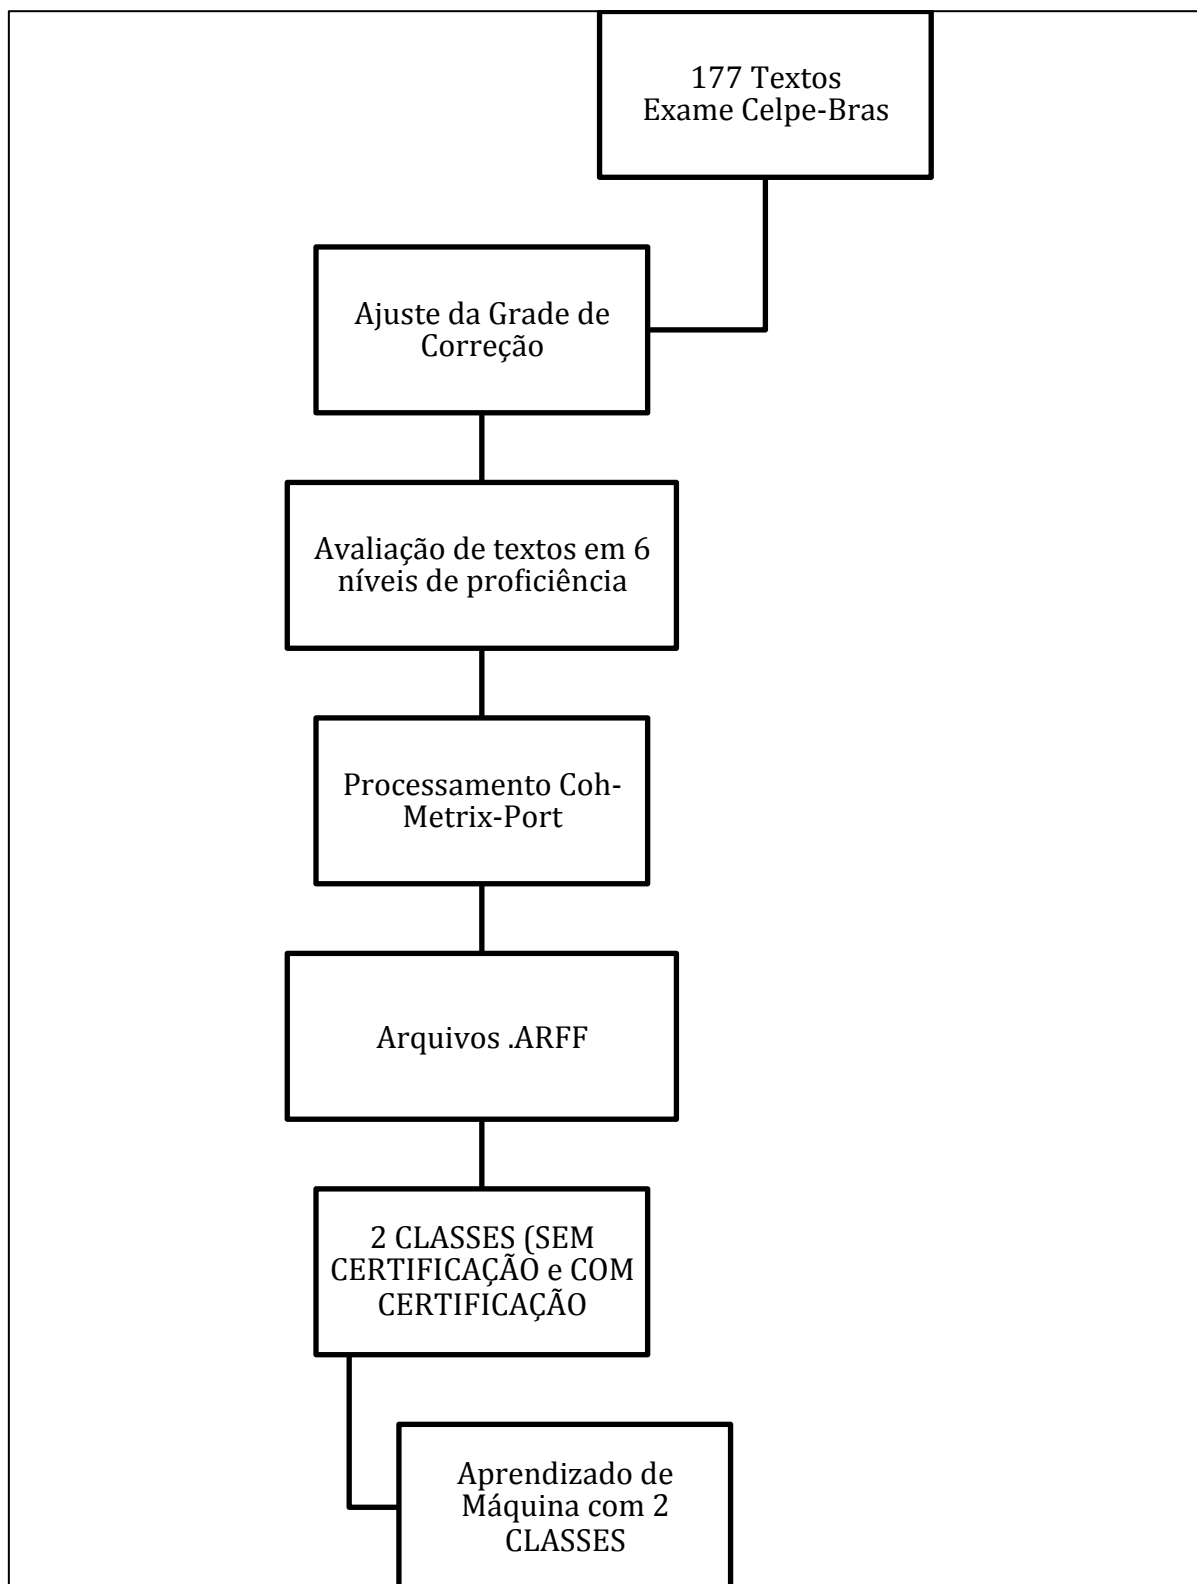 177 Textos
Exame Celpe-Bras
Ajuste da Grade de
Correção
Avaliação de textos em 6
níveis de proficiência
Processamento Coh-
Metrix-Port
Arquivos .ARFF
2 CLASSES (SEM
CERTIFICAÇÃO e COM
CERTIFICAÇÃO
Aprendizado de
Máquina com 2
CLASSES